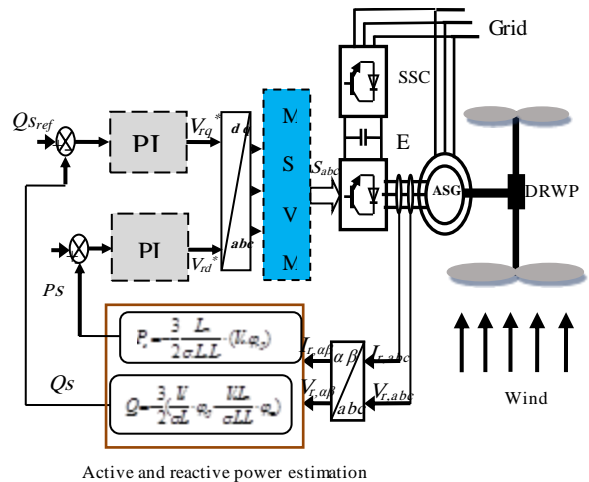 Grid
SSC
Qs_ref
PI
V_rq*
dq
abc
M
S
V
M
S_abc
E
ASG
DRWP
PI
V_rd*
Ps
Qs
I_r,αβ
αβ
abc
I_r,abc
V_r,αβ
V_r,abc
Wind
Active and reactive power estimation